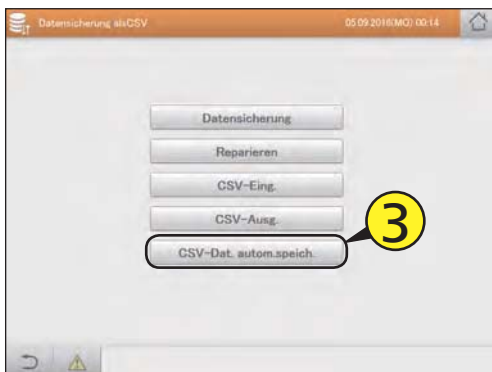 Datensicherung alsCSV
05.09.2016(MO) 00:14
Datensicherung
Reparieren
CSV-Eing.
CSV-Ausg.
3
CSV-Dat. autom.speich.